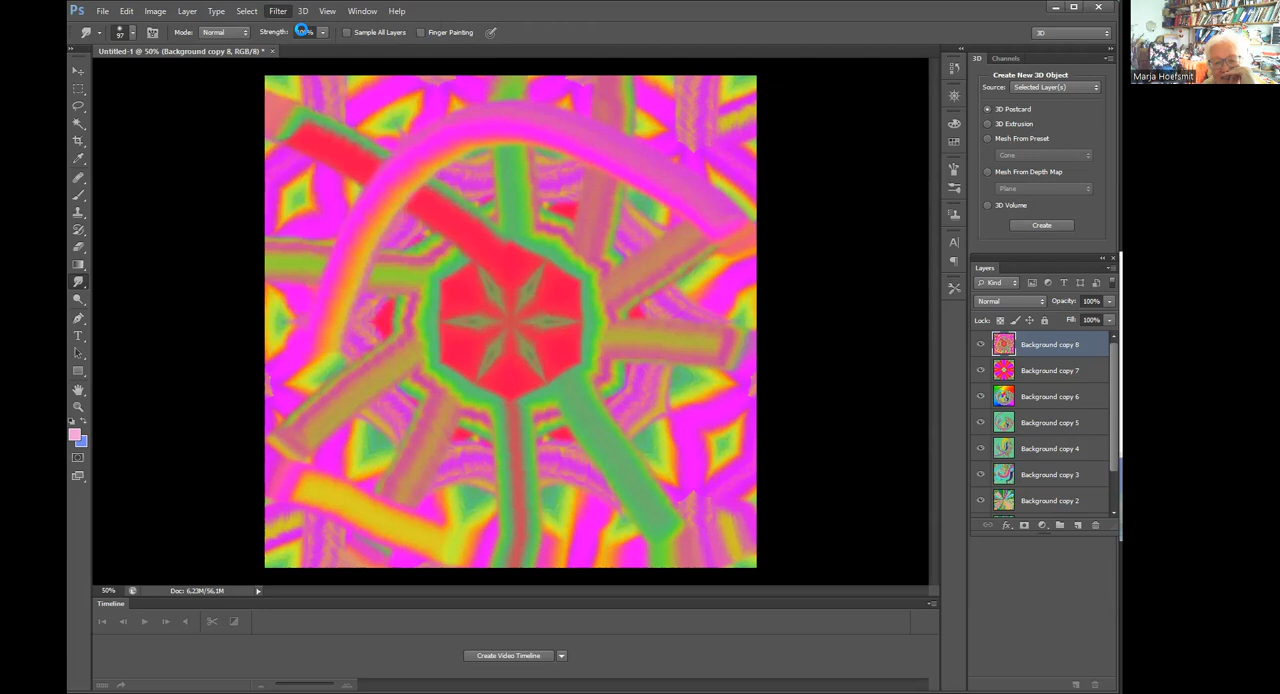 Ps File Edit Image Layer Type Select Filter 3D View Window Help
97 Mode: Normal Strength: Sample All Layers Finger Painting 3D
Untitled-1 @ 50% (Background copy 8, RGB/8) * ×
Marja Hoefsmit
3D Channels
Create New 3D Object
Source: Selected Layer(s)
3D Postcard
3D Extrusion
Mesh From Preset
Cone
Mesh From Depth Map
Plane
3D Volume
Create
Layers
Kind
Normal Opacity: 100%
Lock: Fill: 100%
Background copy 8
Background copy 7
Background copy 6
Background copy 5
Background copy 4
Background copy 3
Background copy 2
50% Doc: 6,23M/56,1M
Timeline
Create Video Timeline